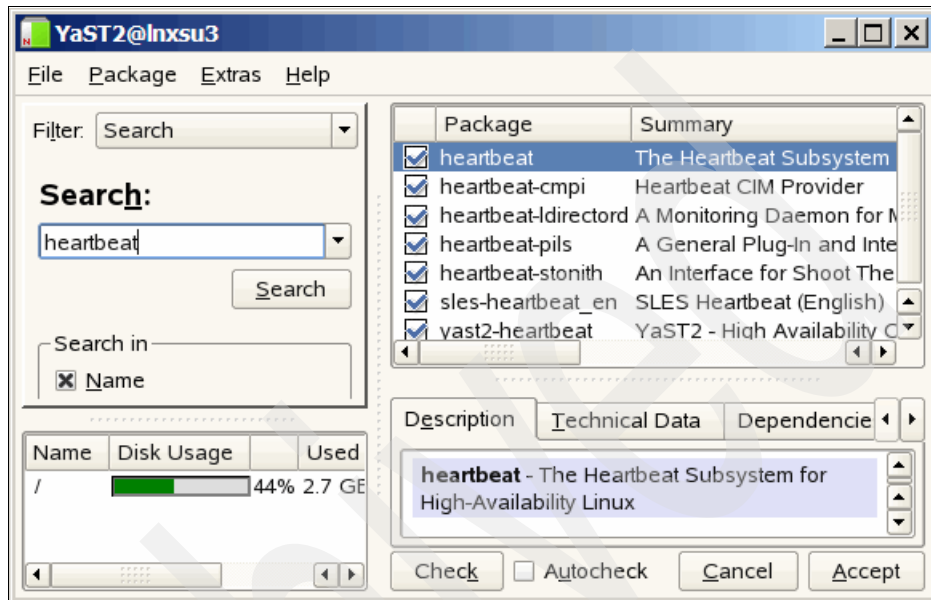 YaST2@lnxsu3
File Package Extras Help
Filter: Search
Search:
heartbeat
Search
Search in
Name
Name Disk Usage Used
/ 44% 2.7 GE
Package Summary
heartbeat The Heartbeat Subsystem
heartbeat-cmpi Heartbeat CIM Provider
heartbeat-ldirectord A Monitoring Daemon for
heartbeat-pils A General Plug-In and Inte
heartbeat-stonith An Interface for Shoot The
sles-heartbeat_en SLES Heartbeat (English)
yast2-heartbeat YaST2 - High Availability C
Description Technical Data Dependencie
heartbeat - The Heartbeat Subsystem for
High-Availability Linux
Check Autocheck Cancel Accept